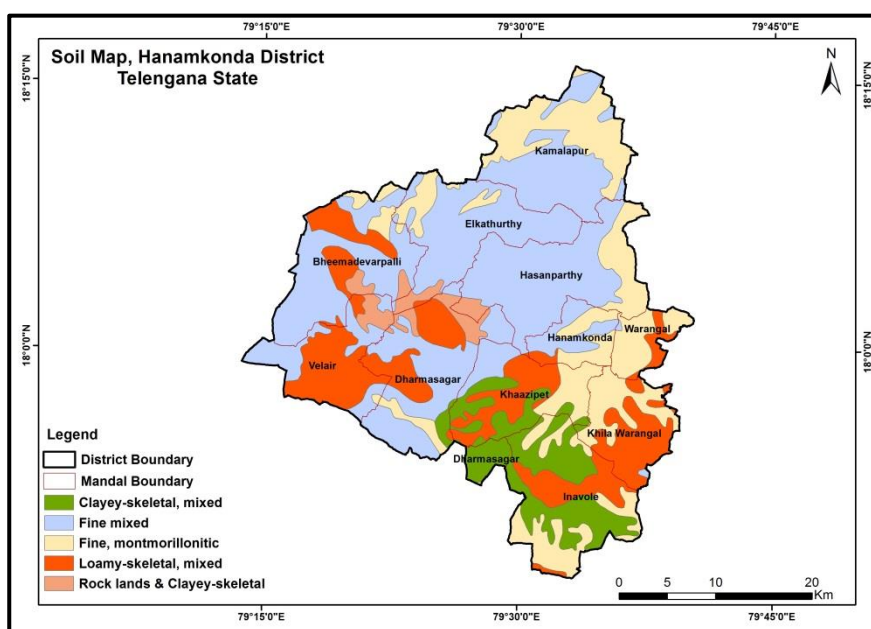 79°15'0"E 79°30'0"E 79°45'0"E
Soil Map, Hanamkonda District
Telengana State
N
18°15'0"N
18°15'0"N
Kamalapur
Elkathurthy
Bheemadevarpalli
Hasanparthy
Hanamkonda
Warangal
18°0'0"N
18°0'0"N
Velair
Dharmasagar
Khaazipet
Khila Warangal
Dharmasagar
Inavole
Legend
District Boundary
Mandal Boundary
Clayey-skeletal, mixed
Fine mixed
Fine, montmorillonitic
Loamy-skeletal, mixed
Rock lands & Clayey-skeletal
0 5 10 20
Km
79°15'0"E 79°30'0"E 79°45'0"E